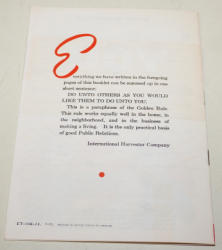 Everything we have written in the foregoing
pages of this booklet can be summed up in one
short sentence:
DO UNTO OTHERS AS YOU WOULD
LIKE THEM TO DO UNTO YOU.
This is a paraphrase of the Golden Rule.
This rule works equally well in the home, in
the neighborhood, and in the business of
making a living. It is the only practical basis
of good Public Relations.
International Harvester Company